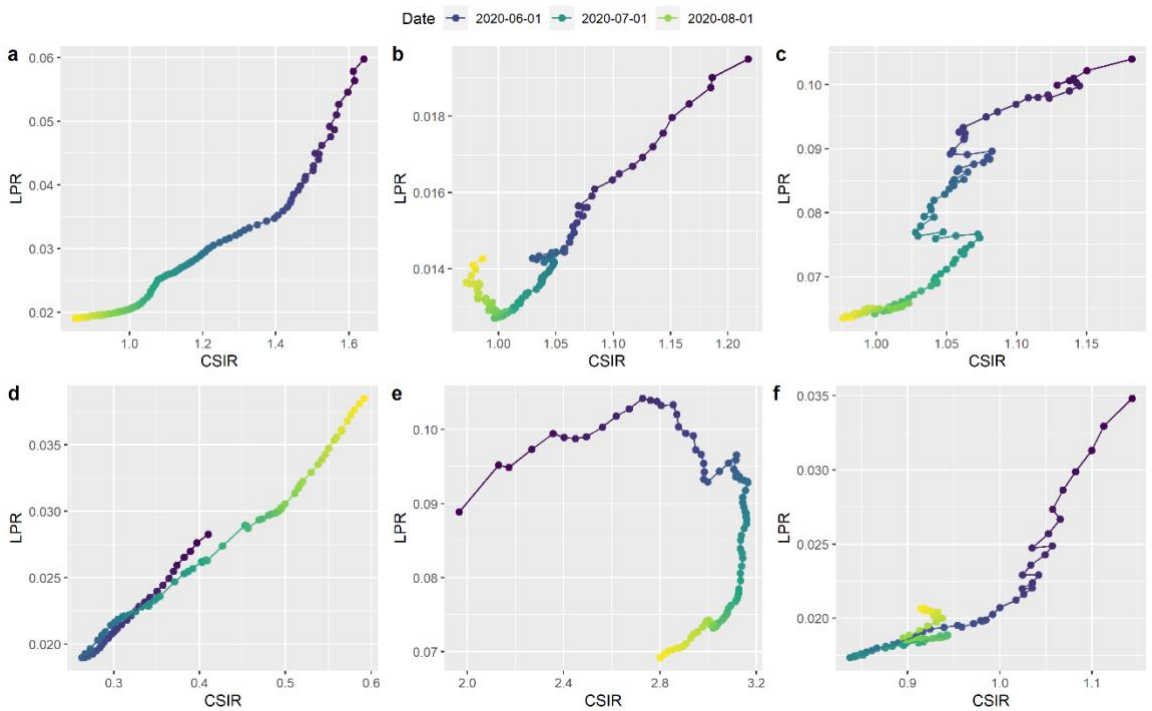 Date 2020-06-01 2020-07-01 2020-08-01
a
0.06
0.05
0.04
0.03
0.02
LPR
1.0 1.2 1.4 1.6
CSIR
b
0.018
0.016
0.014
LPR
1.00 1.05 1.10 1.15 1.20
CSIR
c
0.10
0.09
0.08
0.07
LPR
1.00 1.05 1.10 1.15
CSIR
d
0.035
0.030
0.025
0.020
LPR
0.3 0.4 0.5 0.6
CSIR
e
0.10
0.09
0.08
0.07
LPR
2.0 2.4 2.8 3.2
CSIR
f
0.035
0.030
0.025
0.020
LPR
0.9 1.0 1.1
CSIR